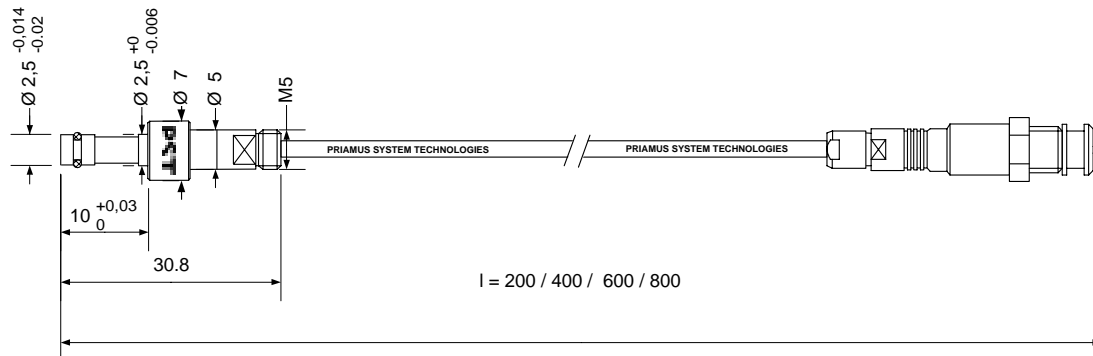 Ø 2,5 -0,014 -0.02
Ø 2,5 +0 -0.006
Ø 7
Ø 5
M5
PRIAMUS SYSTEM TECHNOLOGIES
PRIAMUS SYSTEM TECHNOLOGIES
10 +0,03 0
30.8
l = 200 / 400 / 600 / 800